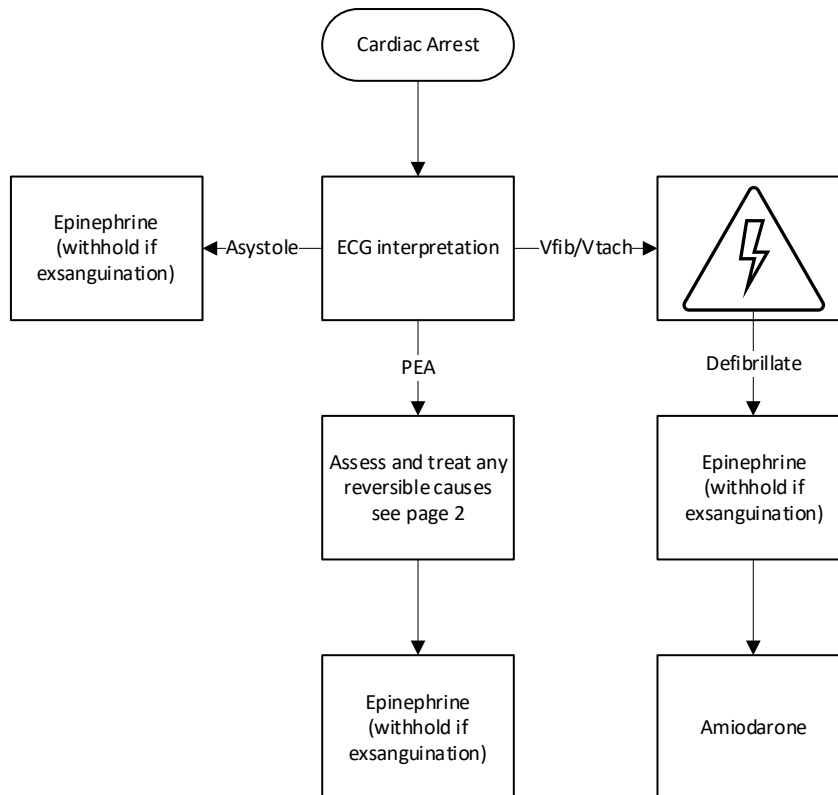 Cardiac Arrest
Epinephrine
(withhold if
exsanguination)
Asystole
ECG interpretation
Vfib/Vtach
PEA
Defibrillate
Assess and treat any
reversible causes
see page 2
Epinephrine
(withhold if
exsanguination)
Epinephrine
(withhold if
exsanguination)
Amiodarone